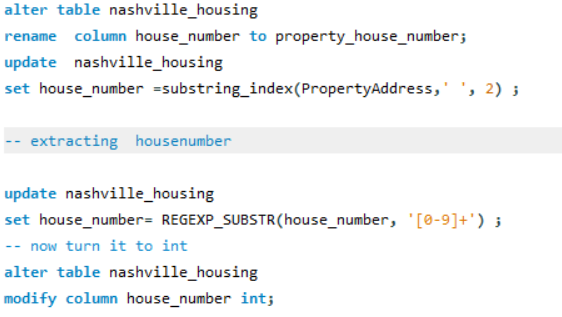 alter table nashville_housing
rename  column house_number to property_house_number;
update  nashville_housing
set house_number =substring_index(PropertyAddress,' ', 2) ;
-- extracting  housenumber
update nashville_housing
set house_number= REGEXP_SUBSTR(house_number, '[0-9]+') ;
-- now turn it to int
alter table nashville_housing
modify column house_number int;